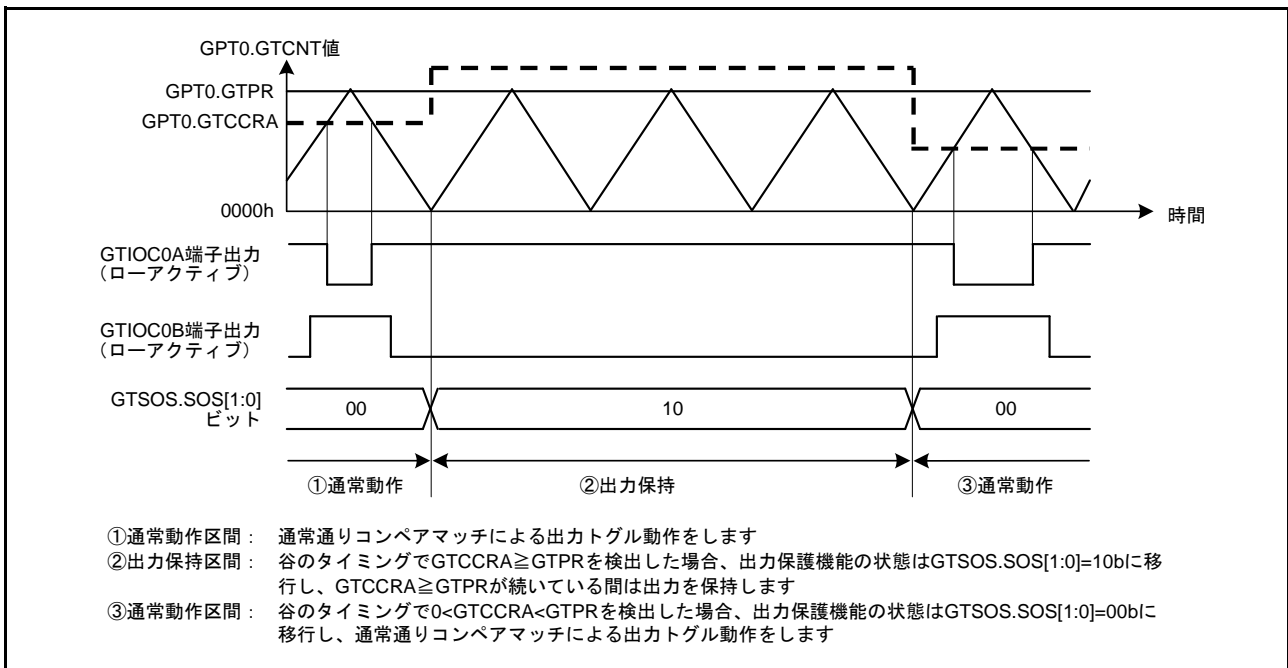 GPT0.GTCNT値
GPT0.GTPR
GPT0.GTCCRA
0000h
時間
GTIOC0A端子出力
(ローアクティブ)
GTIOC0B端子出力
(ローアクティブ)
GTSOS.SOS[1:0]
ビット
00
10
00
①通常動作
②出力保持
③通常動作
①通常動作区間： 通常通りコンペアマッチによる出力トグル動作をします
②出力保持区間： 谷のタイミングでGTCCRA≧GTPRを検出した場合、出力保護機能の状態はGTSOS.SOS[1:0]=10bに移
行し、GTCCRA≧GTPRが続いている間は出力を保持します
③通常動作区間： 谷のタイミングで0<GTCCRA<GTPRを検出した場合、出力保護機能の状態はGTSOS.SOS[1:0]=00bに
移行し、通常通りコンペアマッチによる出力トグル動作をします